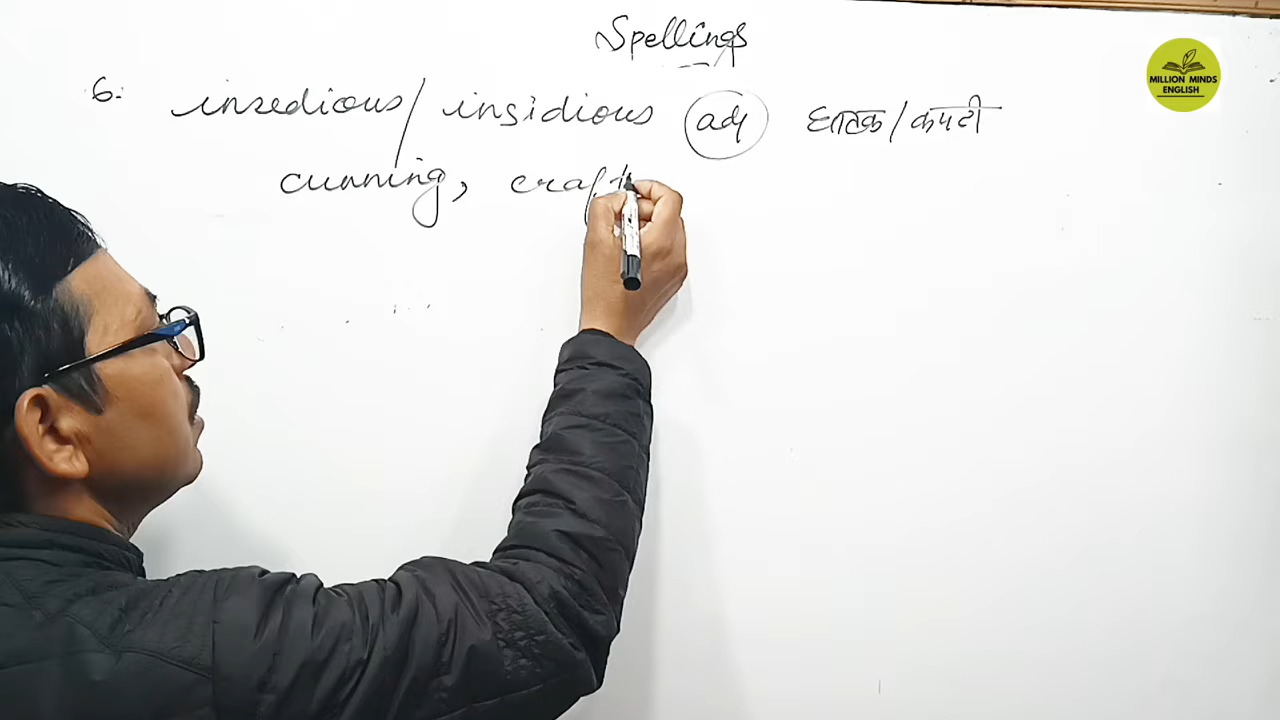 Spellings
MILLION MINDS
ENGLISH
6. insedious/insidious adj घातक/कपटी
cunning, craft